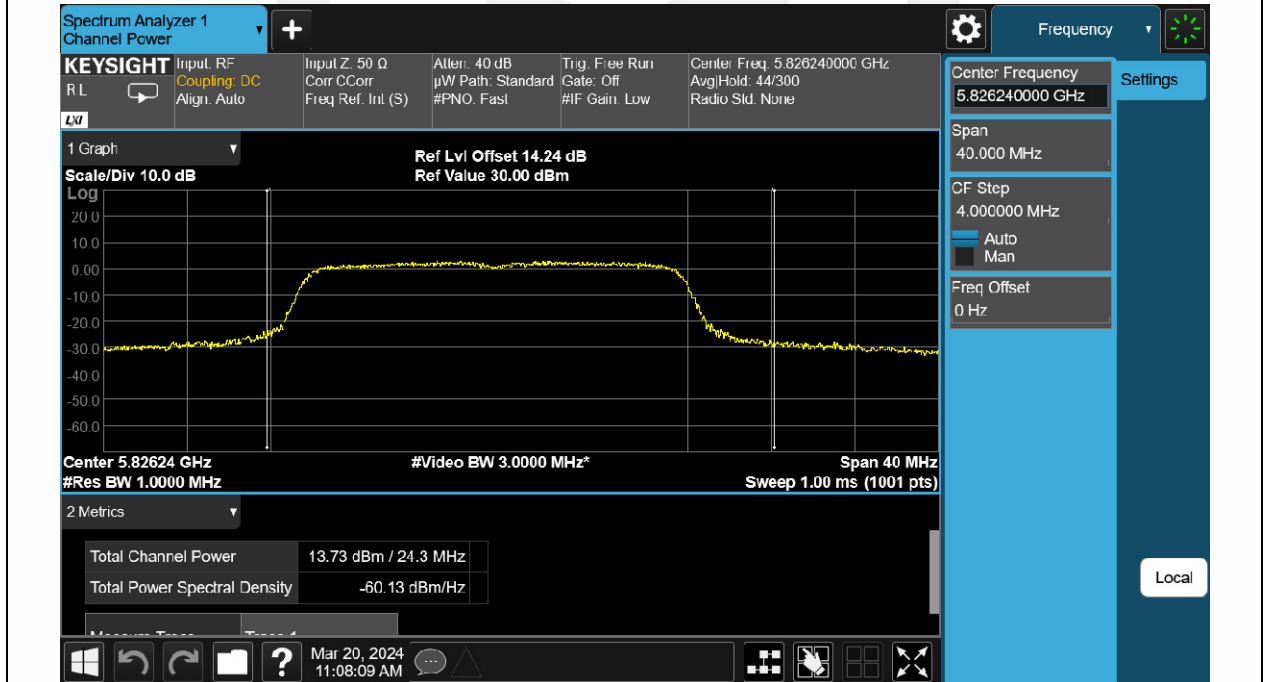 Spectrum Analyzer 1
Channel Power
+
Frequency
KEYSIGHT
RL
LXI
Input: RF
Coupling: DC
Align: Auto
Input Z: 50 Ω
Corr CCorr
Freq Ref: Int (S)
Atten: 40 dB
µW Path: Standard
#PNO: Fast
Trig: Free Run
Gate: Off
#IF Gain: Low
Center Freq: 5.826240000 GHz
Avg|Hold: 44/300
Radio Std: None
Center Frequency
5.826240000 GHz
Settings
Span
40.000 MHz
CF Step
4.000000 MHz
Auto
Man
Freq Offset
0 Hz
1 Graph
Scale/Div 10.0 dB
Ref Lvl Offset 14.24 dB
Ref Value 30.00 dBm
Log
20.0
10.0
0.00
-10.0
-20.0
-30.0
-40.0
-50.0
-60.0
Center 5.82624 GHz
#Res BW 1.0000 MHz
#Video BW 3.0000 MHz*
Span 40 MHz
Sweep 1.00 ms (1001 pts)
2 Metrics
Total Channel Power 13.73 dBm / 24.3 MHz
Total Power Spectral Density -60.13 dBm/Hz
Local
?
Mar 20, 2024
11:08:09 AM